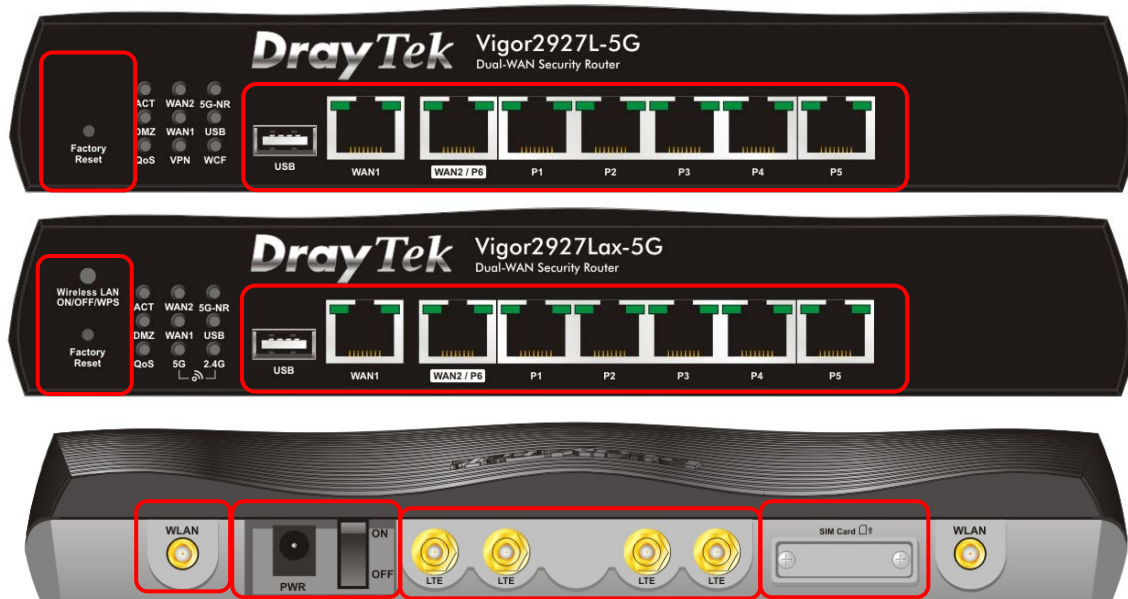 DrayTek Vigor2927L-5G
Dual-WAN Security Router
ACT WAN2 5G-NR
DMZ WAN1 USB
QoS VPN WCF
Factory
Reset
USB WAN1 WAN2 / P6 P1 P2 P3 P4 P5
DrayTek Vigor2927Lax-5G
Dual-WAN Security Router
Wireless LAN
ON/OFF/WPS
ACT WAN2 5G-NR
DMZ WAN1 USB
QoS 5G 2.4G
Factory
Reset
USB WAN1 WAN2 / P6 P1 P2 P3 P4 P5
WLAN
PWR
ON
OFF
LTE LTE LTE LTE
SIM Card
WLAN